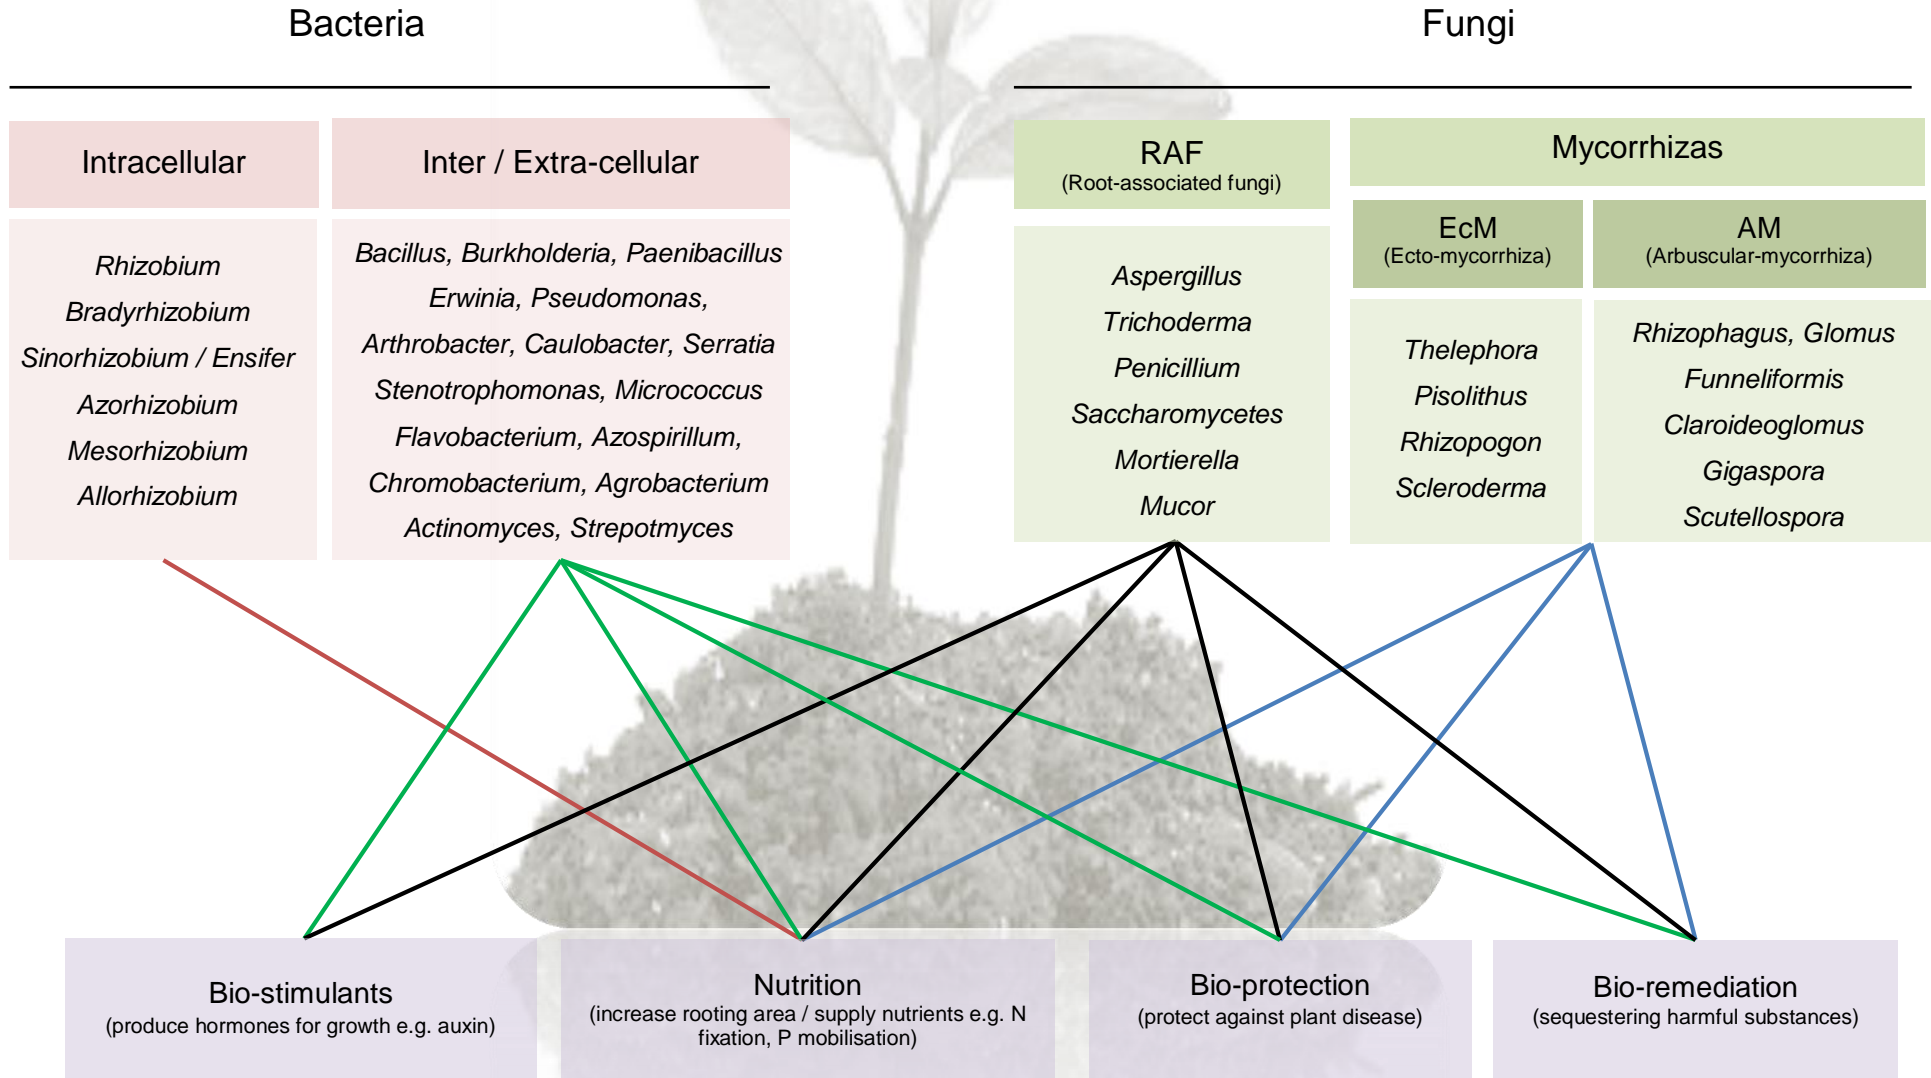 Bacteria
Fungi
Intracellular
Inter / Extra-cellular
RAF
(Root-associated fungi)
Mycorrhizas
EcM
(Ecto-mycorrhiza)
AM
(Arbuscular-mycorrhiza)
Rhizobium
Bradyrhizobium
Sinorhizobium / Ensifer
Azorhizobium
Mesorhizobium
Allorhizobium
Bacillus, Burkholderia, Paenibacillus
Erwinia, Pseudomonas,
Arthrobacter, Caulobacter, Serratia
Stenotrophomonas, Micrococcus
Flavobacterium, Azospirillum,
Chromobacterium, Agrobacterium
Actinomyces, Strepotmyces
Aspergillus
Trichoderma
Penicillium
Saccharomycetes
Mortierella
Mucor
Thelephora
Pisolithus
Rhizopogon
Scleroderma
Rhizophagus, Glomus
Funneliformis
Claroideoglomus
Gigaspora
Scutellospora
Bio-stimulants
(produce hormones for growth e.g. auxin)
Nutrition
(increase rooting area / supply nutrients e.g. N
fixation, P mobilisation)
Bio-protection
(protect against plant disease)
Bio-remediation
(sequestering harmful substances)